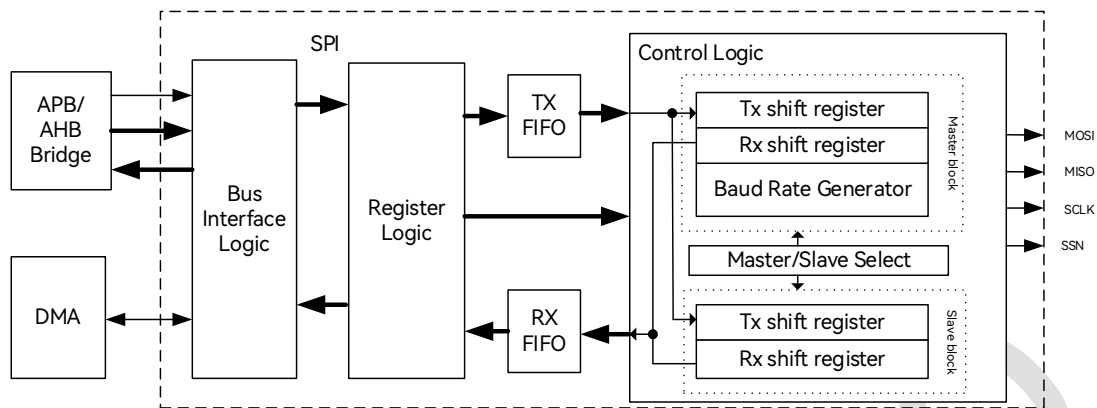 SPI
APB/
AHB
Bridge
DMA
Bus
Interface
Logic
Register
Logic
TX
FIFO
RX
FIFO
Control Logic
Tx shift register
Rx shift register
Baud Rate Generator
Master block
Master/Slave Select
Tx shift register
Rx shift register
Slave block
MOSI
MISO
SCLK
SSN